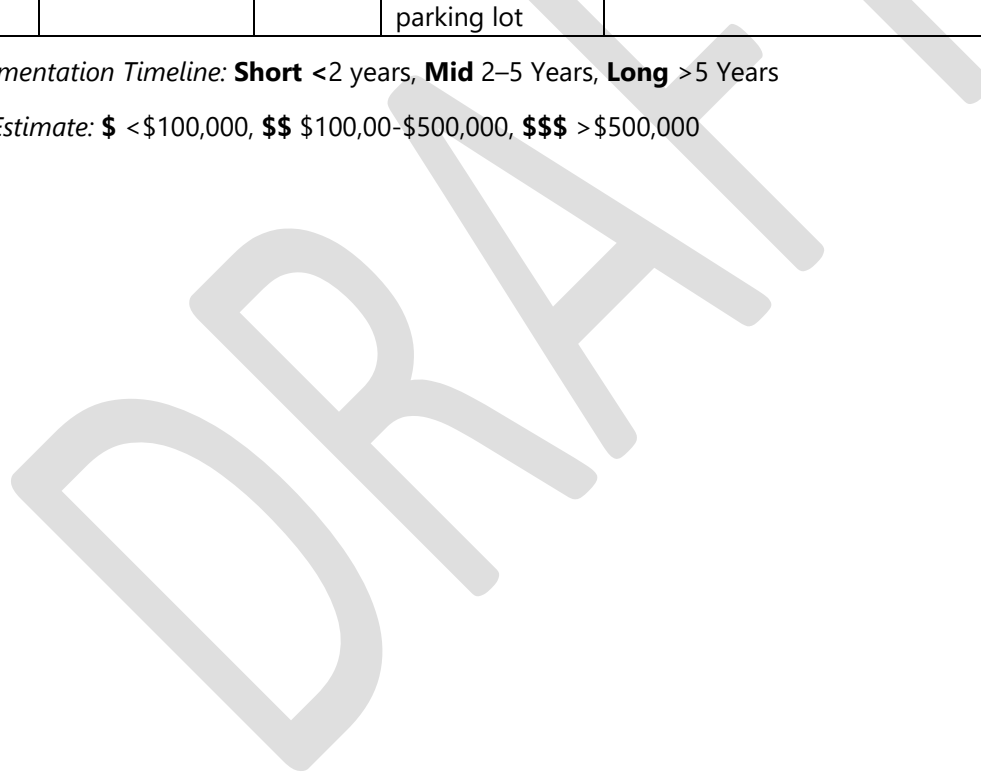 parking lot
mentation Timeline: Short <2 years, Mid 2–5 Years, Long >5 Years
Estimate: $ <$100,000, $$ $100,00-$500,000, $$$ >$500,000
DRAFT